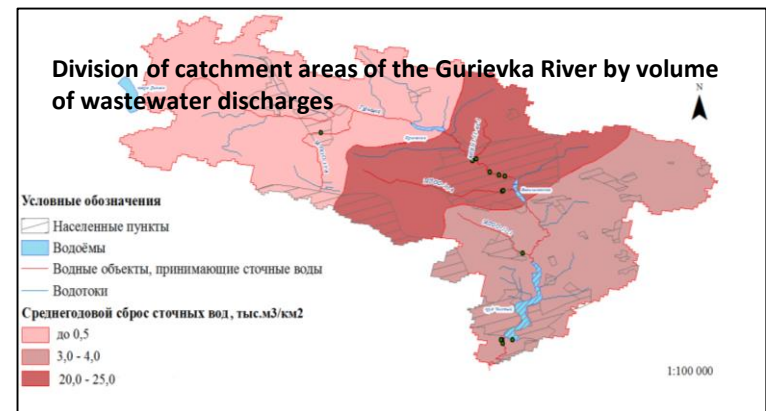 Division of catchment areas of the Gurievka River by volume
of wastewater discharges
N
Условные обозначения
Населенные пункты
Водоёмы
Водные объекты, принимающие сточные воды
Водотоки
Среднегодовой сброс сточных вод, тыс.м3/км2
до 0,5
3,0 - 4,0
20,0 - 25,0
1:100 000